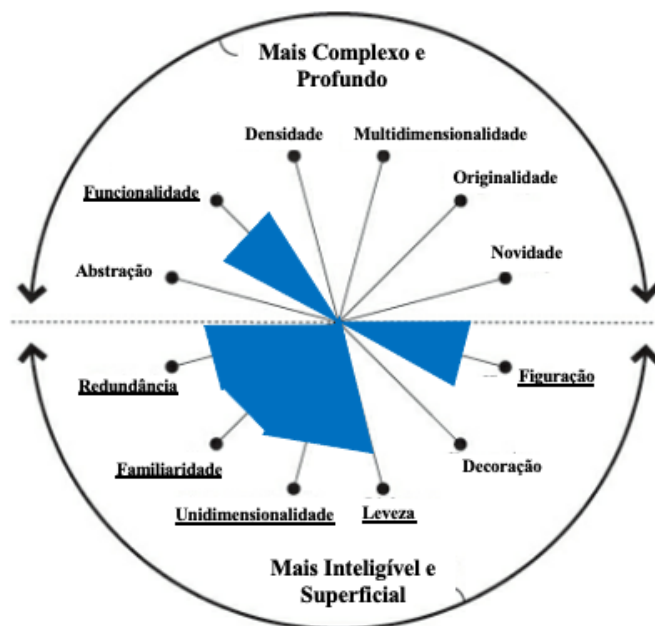 Mais Complexo e
Profundo
Densidade
Multidimensionalidade
Funcionalidade
Originalidade
Abstração
Novidade
Redundância
Figuração
Familiaridade
Decoração
Unidimensionalidade
Leveza
Mais Inteligível e
Superficial